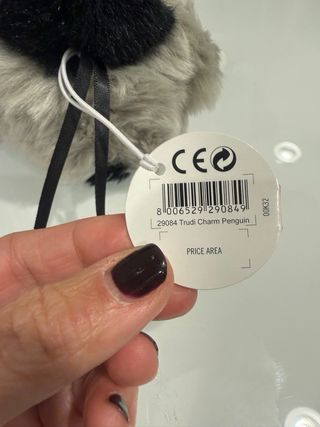 CE
8 006529 290849
29084 Trudi Charm Penguin
PRICE AREA
00K32